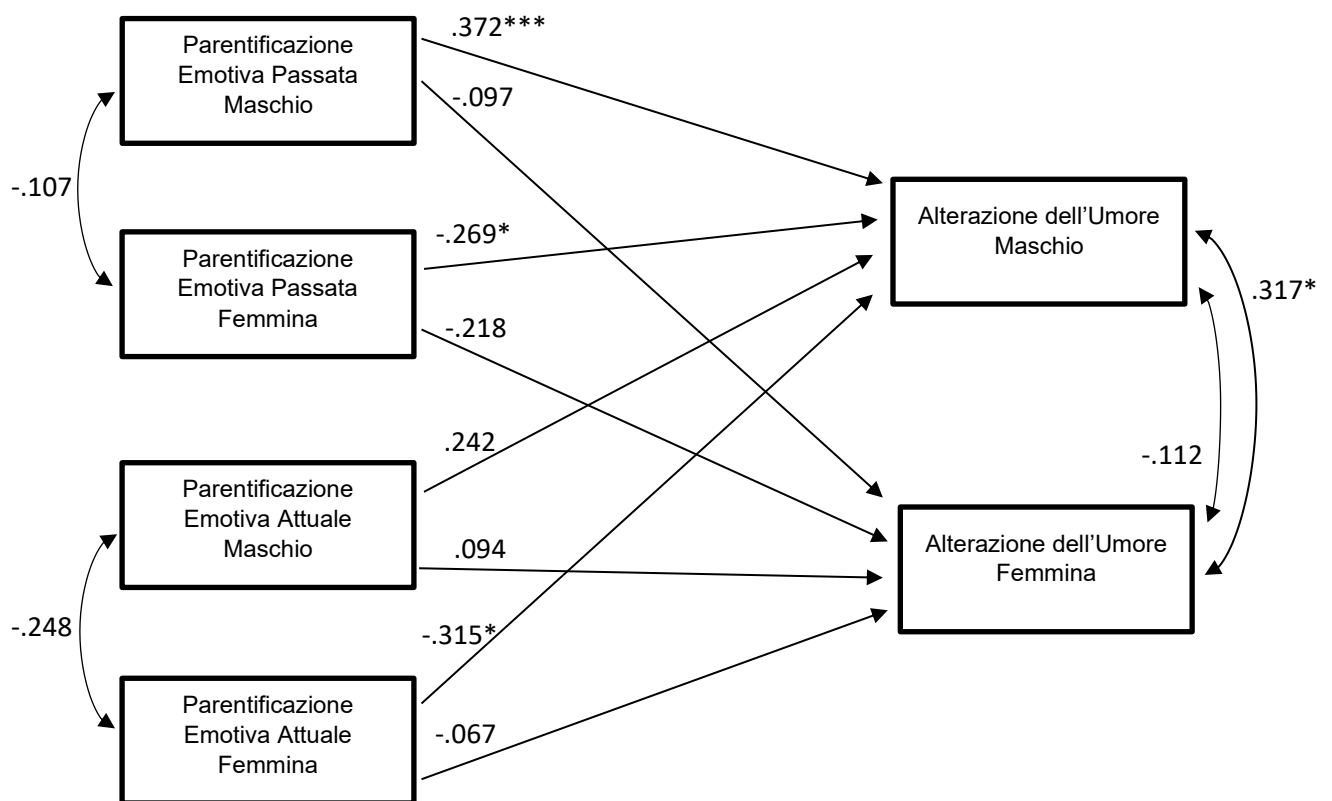 .372***
Parentificazione
Emotiva Passata
Maschio
-.097
-.107
Alterazione dell'Umore
Maschio
-.269*
Parentificazione
Emotiva Passata
Femmina
.317*
-.218
.242
-.112
Parentificazione
Emotiva Attuale
Maschio
.094
Alterazione dell'Umore
Femmina
-.248
-.315*
Parentificazione
Emotiva Attuale
Femmina
-.067